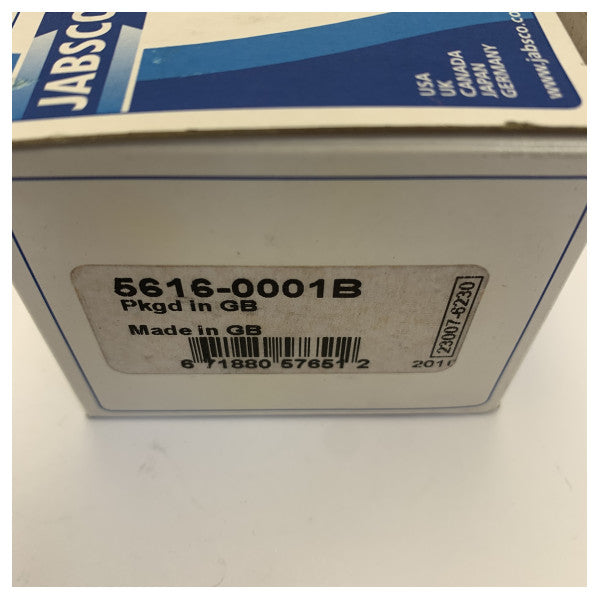 JABSCO
USA
UK
CANADA
JAPAN
GERMANY
www.jabsco.co
5616-0001B
Pkgd in GB
Made in GB
23007-6230
6 71880 57651 2